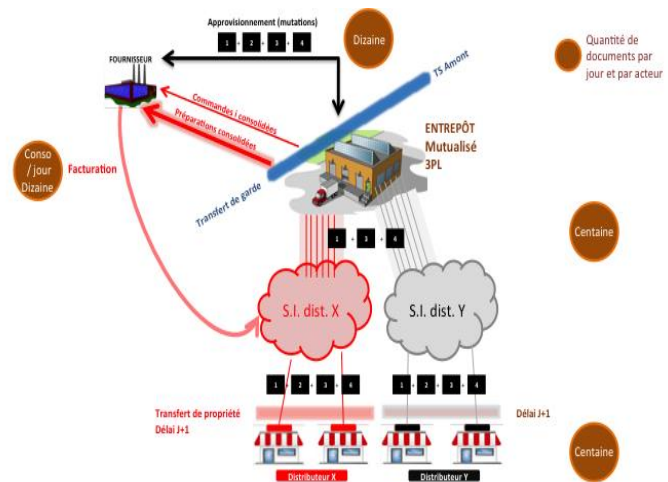 Approvisionnement (mutations)
1 + 2 + 3 + 4
Dizaine
Quantité de
documents par
jour et par acteur
FOURNISSEUR
TS Amont
Commandes i consolidées
Préparations consolidées
ENTREPÔT
Mutualisé
3PL
Conso
/ jour
Dizaine
Facturation
Transfert de garde
1 + 3 + 4
Centaine
S.I. dist. X
S.I. dist. Y
1 + 2 + 3 + 6
1 + 2 + 3 + 4
Transfert de propriété
Délai J+1
Délai J+1
Centaine
Distributeur X
Distributeur Y